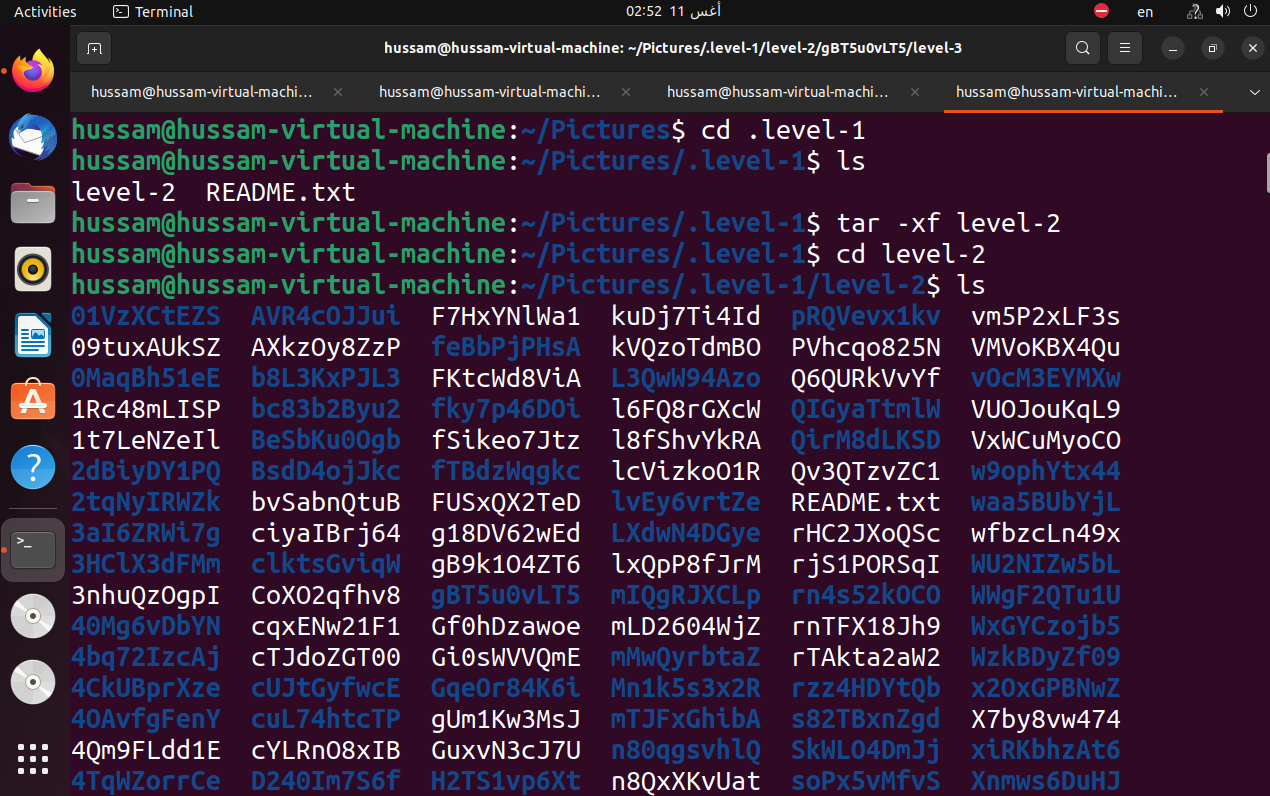 Activities Terminal 02:52 11 أغس en
hussam@hussam-virtual-machine: ~/Pictures/.level-1/level-2/gBT5u0vLT5/level-3
hussam@hussam-virtual-machi... hussam@hussam-virtual-machi... hussam@hussam-virtual-machi... hussam@hussam-virtual-machi...
hussam@hussam-virtual-machine:~/Pictures$ cd .level-1
hussam@hussam-virtual-machine:~/Pictures/.level-1$ ls
level-2 README.txt
hussam@hussam-virtual-machine:~/Pictures/.level-1$ tar -xf level-2
hussam@hussam-virtual-machine:~/Pictures/.level-1$ cd level-2
hussam@hussam-virtual-machine:~/Pictures/.level-1/level-2$ ls
01VzXCtEZS AVR4cOJJui F7HxYNlWa1 kuDj7Ti4Id pRQVevx1kv vm5P2xLF3s
09tuxAUkSZ AXkzOy8ZzP feBbPjPHsA kVQzoTdmBO PVhcqo825N VMVoKBX4Qu
0MaqBh51eE b8L3KxPJL3 FKtcWd8ViA L3QwW94Azo Q6QURkVvYf vOcM3EYMXw
1Rc48mLISP bc83b2Byu2 fky7p46DOi l6FQ8rGXcW QIGyaTtmlW VUOJouKqL9
1t7LeNZeIl BeSbKu0Ogb fSikeo7Jtz l8fShvYkRA QirM8dLKSD VxWCuMyoCO
2dBiyDY1PQ BsdD4ojJkc fTBdzWqgkc lcVizkoO1R Qv3QTzvZC1 w9ophYtx44
2tqNyIRWZk bvSabnQtuB FUSxQX2TeD lvEy6vrtZe README.txt waa5BUbYjL
3aI6ZRWi7g ciyaIBrj64 g18DV62wEd LXdwN4DGye rHC2JXoQSc wfbzcLn49x
3HClX3dFMm clktsGviqW gB9k1O4ZT6 lxQpP8fJrM rjS1PORSqI WU2NIZw5bL
3nhuQzOgpI CoXO2qfhv8 gBT5u0vLT5 mIQgRJXCLp rn4s52kOCO WWgF2QTu1U
40Mg6vDbYN cqxENw21F1 Gf0hDzawoe mLD2604WjZ rnTFX18Jh9 WxGYCzojb5
4bq72IzcAj cTJdoZGT00 Gi0sWVVQmE mMwQyrbtaZ rTAkta2aW2 WzkBDyZf09
4CkUBprXze cUJtGyfwcE GqeOr84K6i Mn1k5s3x2R rzz4HDYtQb x2OxGPBNwZ
4OAvfgFenY cuL74htcTP gUm1Kw3MsJ mTJFxGhibA s82TBxnZgd X7by8vw474
4Qm9FLdd1E cYLRnO8xIB GuxvN3cJ7U n80qgsvhlQ SkWLO4DmJj xiRKbhzAt6
4TqWZorrCe D240Im7S6f H2TS1vp6Xt n8QxXKvUat soPx5vMfvS Xnmws6DuHJ